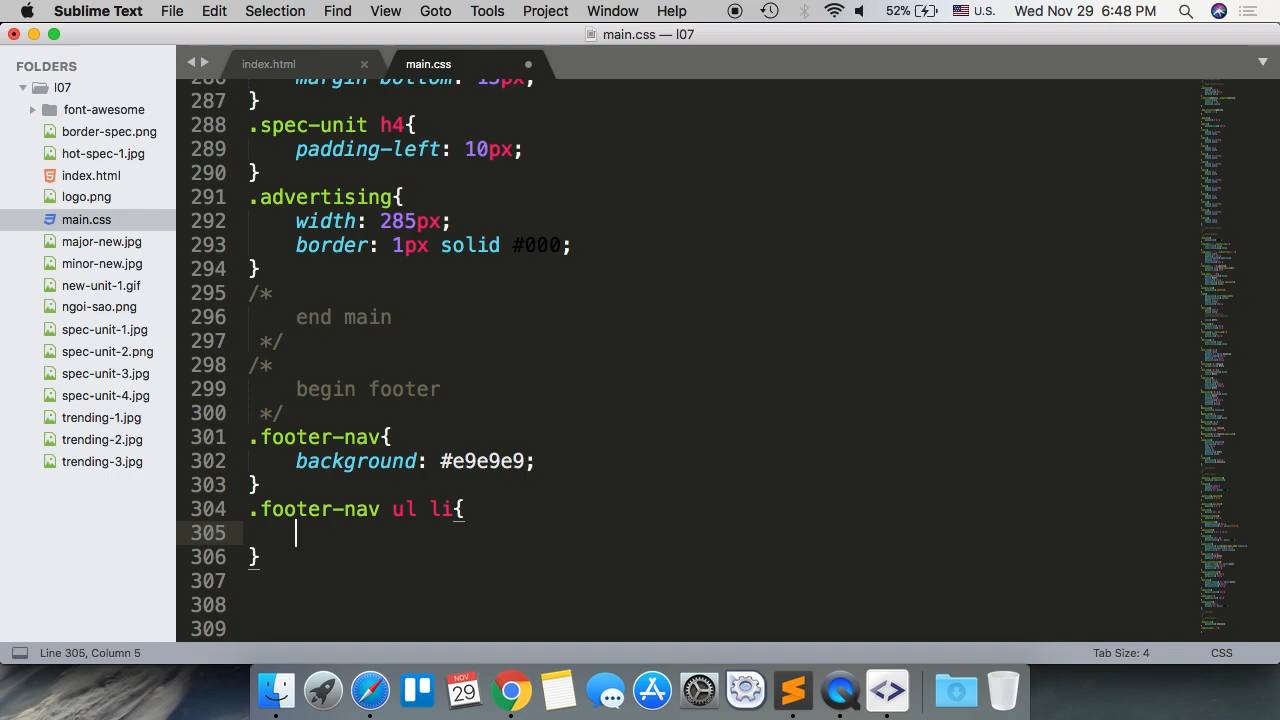 Sublime Text File Edit Selection Find View Goto Tools Project Window Help 52% U.S. Wed Nov 29 6:48 PM
main.css — l07
FOLDERS
l07
font-awesome
border-spec.png
hot-spec-1.jpg
index.html
logo.png
main.css
major-new.jpg
minor-new.jpg
new-unit-1.gif
ngoi-sao.png
spec-unit-1.jpg
spec-unit-2.png
spec-unit-3.jpg
spec-unit-4.jpg
trending-1.jpg
trending-2.jpg
trending-3.jpg
index.html × main.css
286 margin-bottom: 15px;
287 }
288 .spec-unit h4{
289 padding-left: 10px;
290 }
291 .advertising{
292 width: 285px;
293 border: 1px solid #000;
294 }
295 /*
296 end main
297 */
298 /*
299 begin footer
300 */
301 .footer-nav{
302 background: #e9e9e9;
303 }
304 .footer-nav ul li{
305
306 }
307
308
309
Line 305, Column 5 Tab Size: 4 CSS
NOV
29